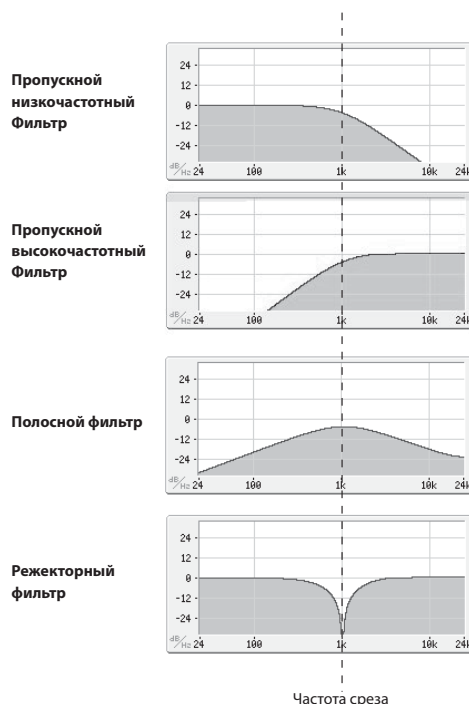 Пропускной
низкочастотный
Фильтр
24
12
0
-12
-24
dB/Hz 24 100 1k 10k 24k
Пропускной
высокочастотный
Фильтр
24
12
0
-12
-24
dB/Hz 24 100 1k 10k 24k
Полосной фильтр
24
12
0
-12
-24
dB/Hz 24 100 1k 10k 24k
Режекторный
фильтр
24
12
0
-12
-24
dB/Hz 24 100 1k 10k 24k
Частота среза